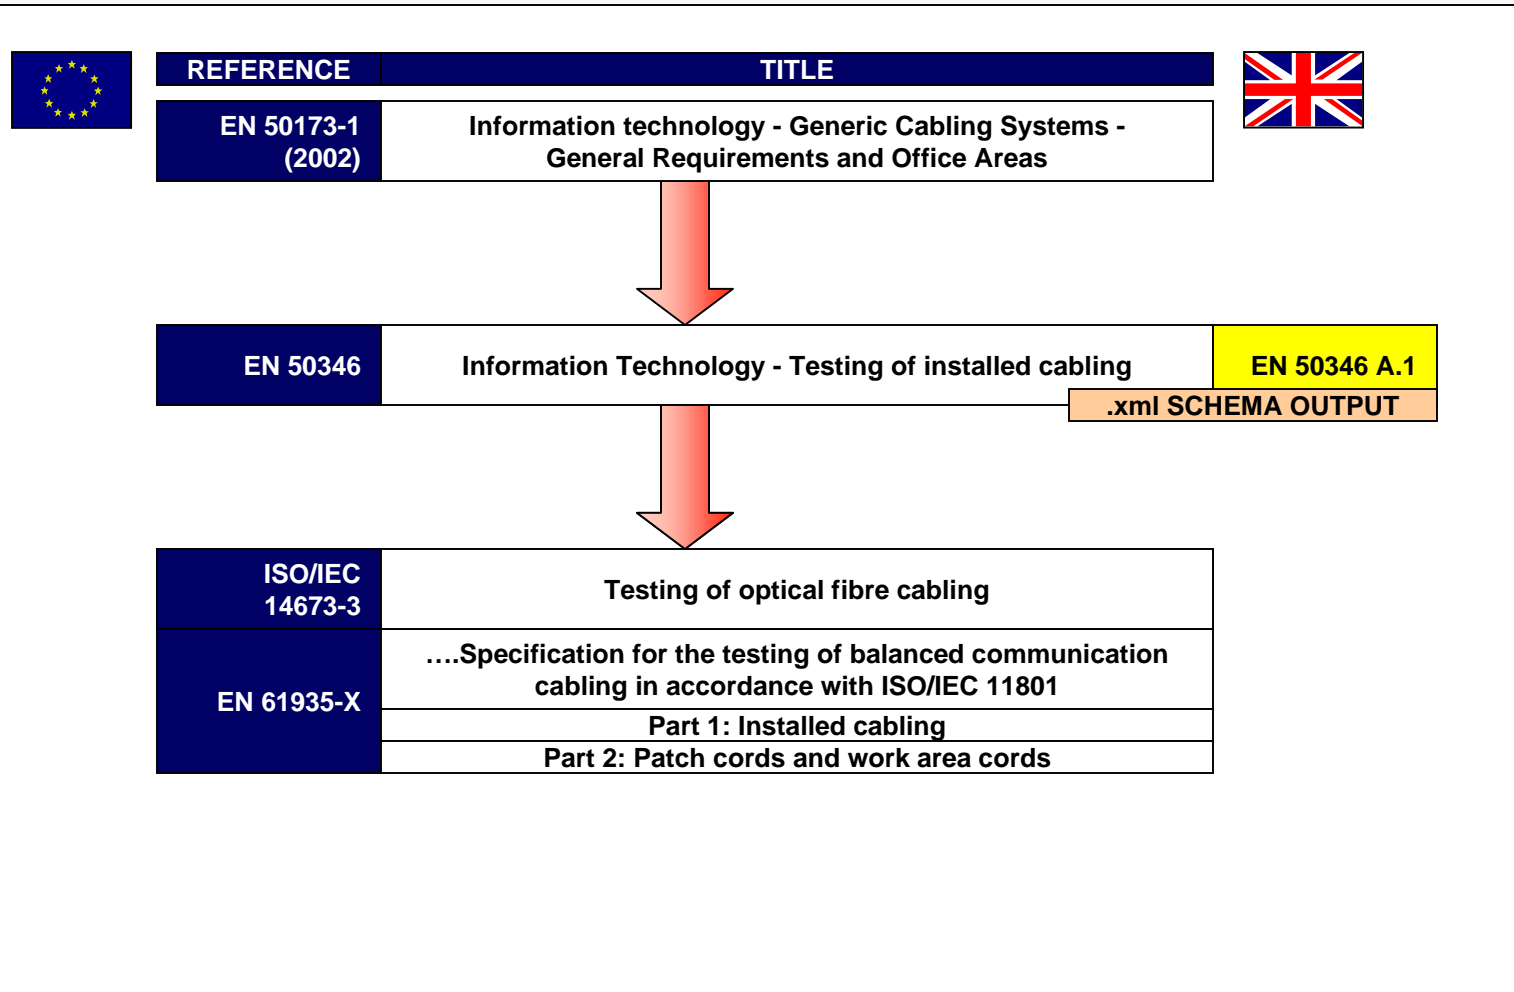 REFERENCE TITLE
EN 50173-1
(2002)
Information technology - Generic Cabling Systems -
General Requirements and Office Areas
EN 50346
Information Technology - Testing of installed cabling
EN 50346 A.1
.xml SCHEMA OUTPUT
ISO/IEC
14673-3
Testing of optical fibre cabling
EN 61935-X
….Specification for the testing of balanced communication
cabling in accordance with ISO/IEC 11801
Part 1: Installed cabling
Part 2: Patch cords and work area cords